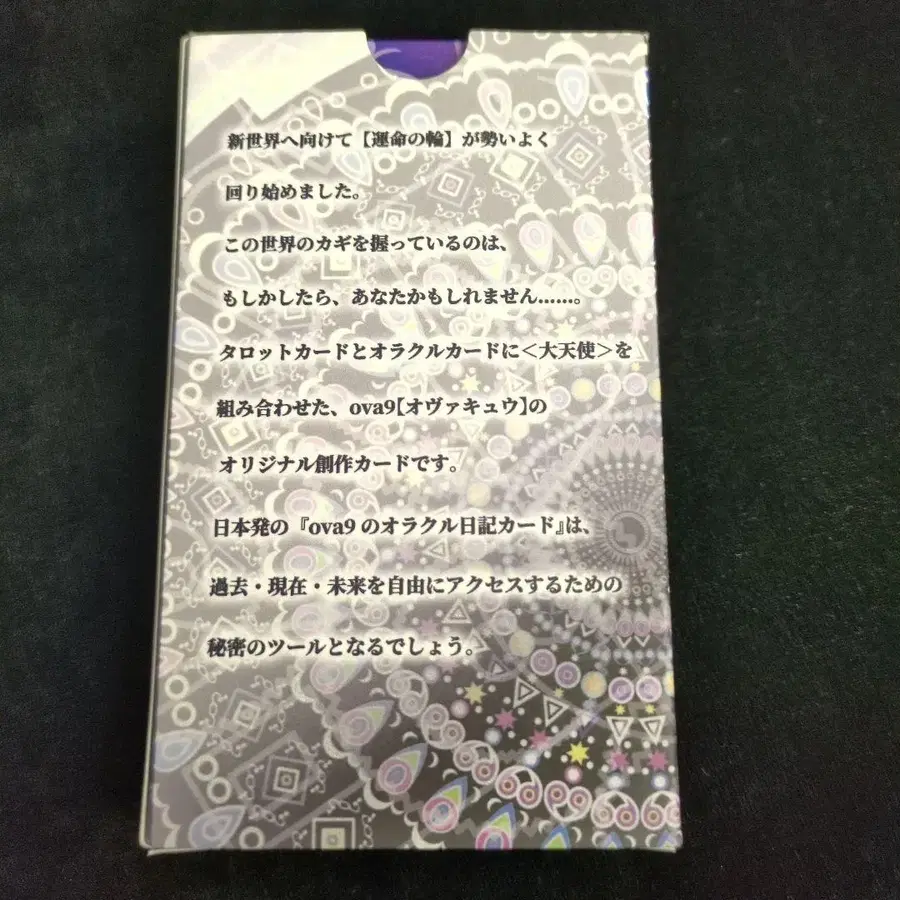 新世界へ向けて【運命の輪】が勢いよく
回り始めました。
この世界のカギを握っているのは、
もしかしたら、あなたかもしれません……。
タロットカードとオラクルカードに＜大天使＞を
組み合わせた、ova9【オヴァキュウ】の
オリジナル創作カードです。
日本発の『ova9のオラクル日記カード』は、
過去・現在・未来を自由にアクセスするための
秘密のツールとなるでしょう。